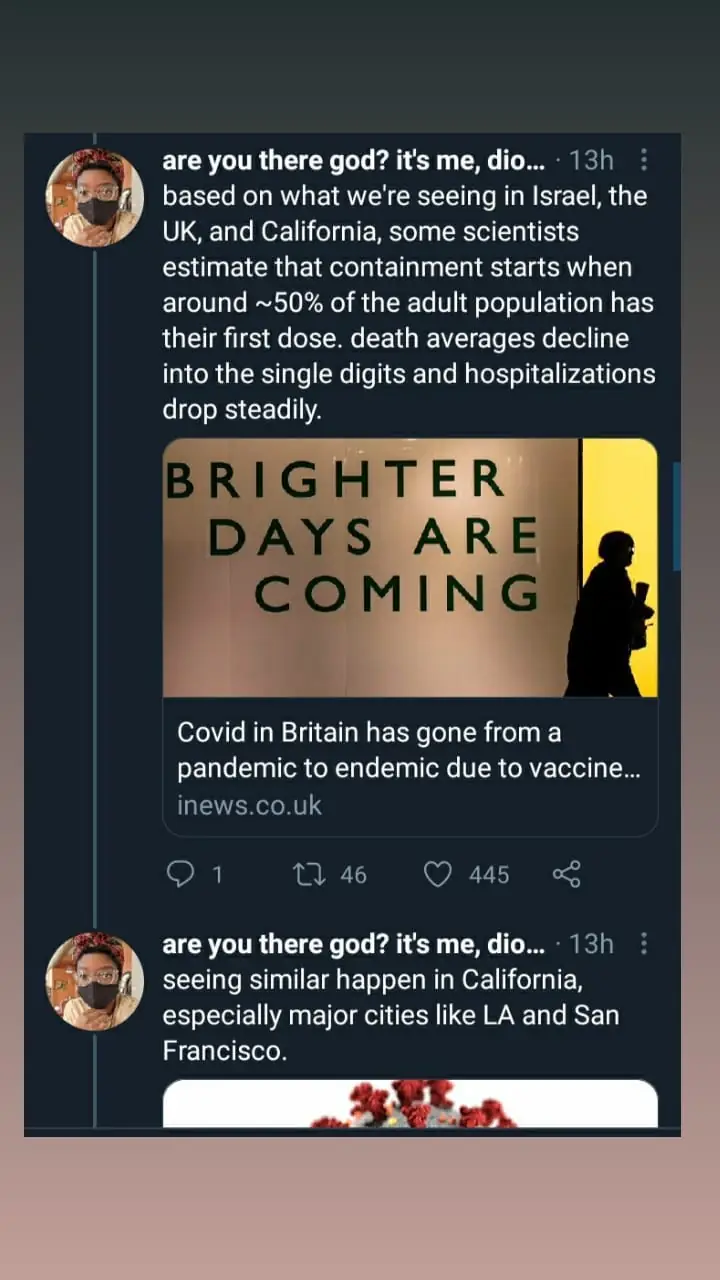 are you there god? it's me, dio... · 13h
based on what we're seeing in Israel, the
UK, and California, some scientists
estimate that containment starts when
around ~50% of the adult population has
their first dose. death averages decline
into the single digits and hospitalizations
drop steadily.
BRIGHTER
DAYS ARE
COMING
Covid in Britain has gone from a
pandemic to endemic due to vaccine...
inews.co.uk
1 46 445
are you there god? it's me, dio... · 13h
seeing similar happen in California,
especially major cities like LA and San
Francisco.